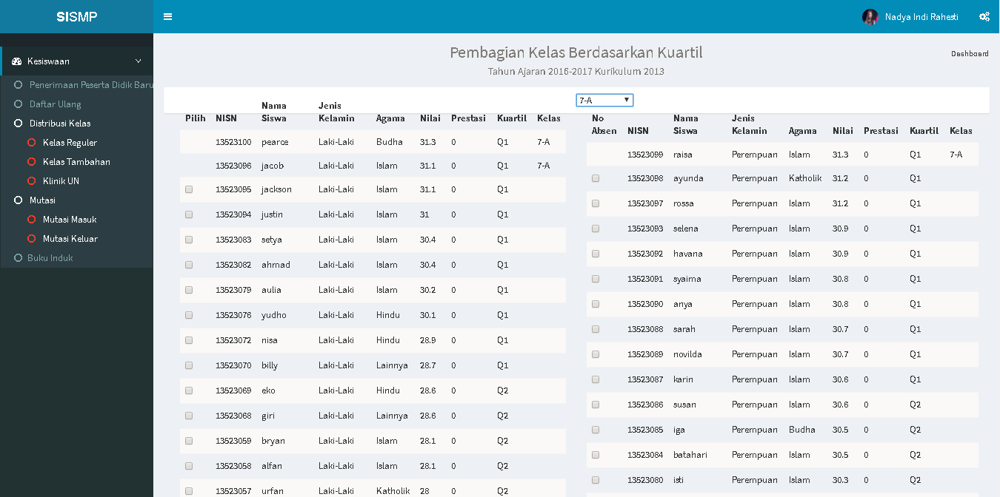 SISMP
Nadya Indi Rahesti
Kesiswaan
Penerimaan Peserta Didik Baru
Daftar Ulang
Distribusi Kelas
Kelas Reguler
Kelas Tambahan
Klinik UN
Mutasi
Mutasi Masuk
Mutasi Keluar
Buku Induk
Pembagian Kelas Berdasarkan Kuartil
Tahun Ajaran 2016-2017 Kurikulum 2013
Dashboard
7-A
Pilih NISN Nama Siswa Jenis Kelamin Agama Nilai Prestasi Kuartil Kelas
13523100 pearce Laki-Laki Budha 31.3 0 Q1 7-A
13523096 jacob Laki-Laki Islam 31.1 0 Q1 7-A
13523095 jackson Laki-Laki Islam 31.1 0 Q1
13523094 justin Laki-Laki Islam 31 0 Q1
13523083 setya Laki-Laki Islam 30.4 0 Q1
13523082 ahmad Laki-Laki Islam 30.4 0 Q1
13523079 aulia Laki-Laki Islam 30.2 0 Q1
13523076 yudho Laki-Laki Hindu 30.1 0 Q1
13523072 nisa Laki-Laki Hindu 28.9 0 Q1
13523070 billy Laki-Laki Lainnya 28.7 0 Q1
13523069 eko Laki-Laki Hindu 28.6 0 Q2
13523068 giri Laki-Laki Lainnya 28.6 0 Q2
13523059 bryan Laki-Laki Islam 28.1 0 Q2
13523058 alfan Laki-Laki Islam 28.1 0 Q2
13523057 urfan Laki-Laki Katholik 28 0 Q2
No Absen NISN Nama Siswa Jenis Kelamin Agama Nilai Prestasi Kuartil Kelas
13523099 raisa Perempuan Islam 31.3 0 Q1 7-A
13523098 ayunda Perempuan Katholik 31.2 0 Q1
13523097 rossa Perempuan Islam 31.2 0 Q1
13523093 selena Perempuan Islam 30.9 0 Q1
13523092 havana Perempuan Islam 30.9 0 Q1
13523091 syaima Perempuan Islam 30.8 0 Q1
13523090 anya Perempuan Islam 30.8 0 Q1
13523088 sarah Perempuan Islam 30.7 0 Q1
13523089 novilda Perempuan Islam 30.7 0 Q1
13523087 karin Perempuan Islam 30.6 0 Q1
13523086 susan Perempuan Islam 30.6 0 Q2
13523085 iga Perempuan Budha 30.5 0 Q2
13523084 batahari Perempuan Islam 30.5 0 Q2
13523080 isti Perempuan Islam 30.3 0 Q2